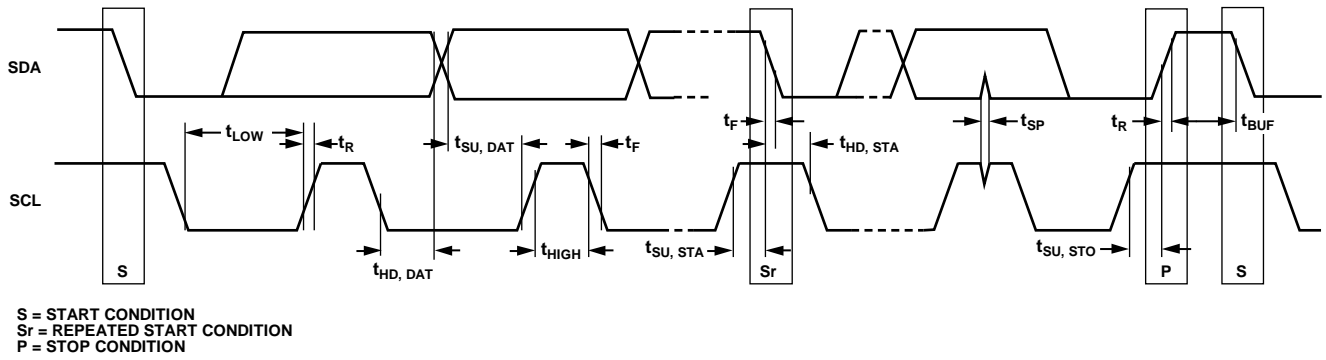 SDA
tLOW
tR
tSU, DAT
tF
tF
tHD, STA
tSP
tR
tBUF
SCL
tHD, DAT
tHIGH
tSU, STA
tSU, STO
S
Sr
P
S
S = START CONDITION
Sr = REPEATED START CONDITION
P = STOP CONDITION